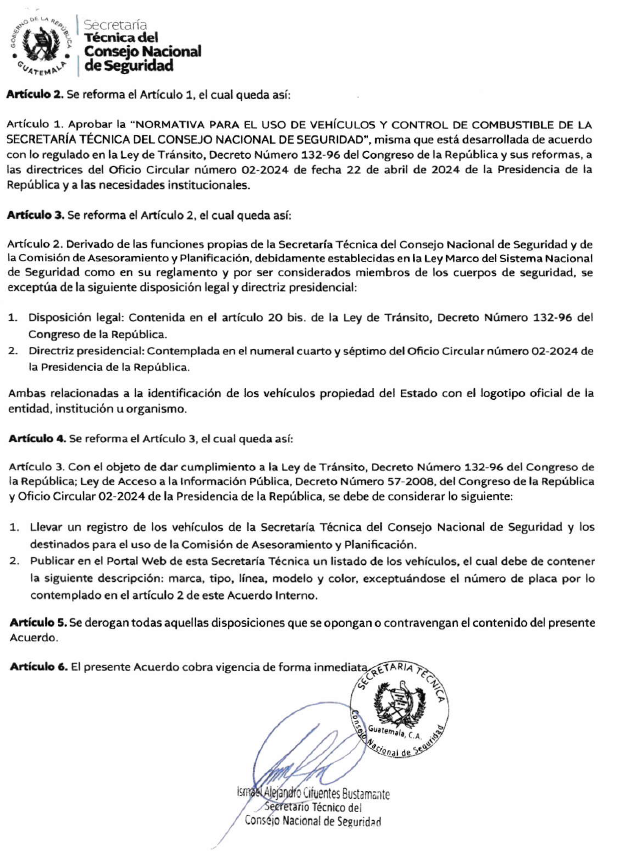 GOBIERNO DE LA REPÚBLICA
GUATEMALA
Secretaría
Técnica del
Consejo Nacional
de Seguridad
Artículo 2. Se reforma el Artículo 1, el cual queda así:
Artículo 1. Aprobar la “NORMATIVA PARA EL USO DE VEHÍCULOS Y CONTROL DE COMBUSTIBLE DE LA
SECRETARÍA TÉCNICA DEL CONSEJO NACIONAL DE SEGURIDAD”, misma que está desarrollada de acuerdo
con lo regulado en la Ley de Tránsito, Decreto Número 132-96 del Congreso de la República y sus reformas, a
las directrices del Oficio Circular número 02-2024 de fecha 22 de abril de 2024 de la Presidencia de la
República y a las necesidades institucionales.
Artículo 3. Se reforma el Artículo 2, el cual queda así:
Artículo 2. Derivado de las funciones propias de la Secretaría Técnica del Consejo Nacional de Seguridad y de
la Comisión de Asesoramiento y Planificación, debidamente establecidas en la Ley Marco del Sistema Nacional
de Seguridad como en su reglamento y por ser considerados miembros de los cuerpos de seguridad, se
exceptúa de la siguiente disposición legal y directriz presidencial:
1. Disposición legal: Contenida en el artículo 20 bis. de la Ley de Tránsito, Decreto Número 132-96 del
Congreso de la República.
2. Directriz presidencial: Contemplada en el numeral cuarto y séptimo del Oficio Circular número 02-2024 de
la Presidencia de la República.
Ambas relacionadas a la identificación de los vehículos propiedad del Estado con el logotipo oficial de la
entidad, institución u organismo.
Artículo 4. Se reforma el Artículo 3, el cual queda así:
Artículo 3. Con el objeto de dar cumplimiento a la Ley de Tránsito, Decreto Número 132-96 del Congreso de
la República; Ley de Acceso a la Información Pública, Decreto Número 57-2008, del Congreso de la República
y Oficio Circular 02-2024 de la Presidencia de la República, se debe de considerar lo siguiente:
1. Llevar un registro de los vehículos de la Secretaría Técnica del Consejo Nacional de Seguridad y los
destinados para el uso de la Comisión de Asesoramiento y Planificación.
2. Publicar en el Portal Web de esta Secretaría Técnica un listado de los vehículos, el cual debe de contener
la siguiente descripción: marca, tipo, línea, modelo y color, exceptuándose el número de placa por lo
contemplado en el artículo 2 de este Acuerdo Interno.
Artículo 5. Se derogan todas aquellas disposiciones que se opongan o contravengan el contenido del presente
Acuerdo.
Artículo 6. El presente Acuerdo cobra vigencia de forma inmediata
SECRETARÍA TÉCNICA
Guatemala, C.A.
Consejo Nacional de Seguridad
Ismael Alejandro Cifuentes Bustamante
Secretario Técnico del
Consejo Nacional de Seguridad